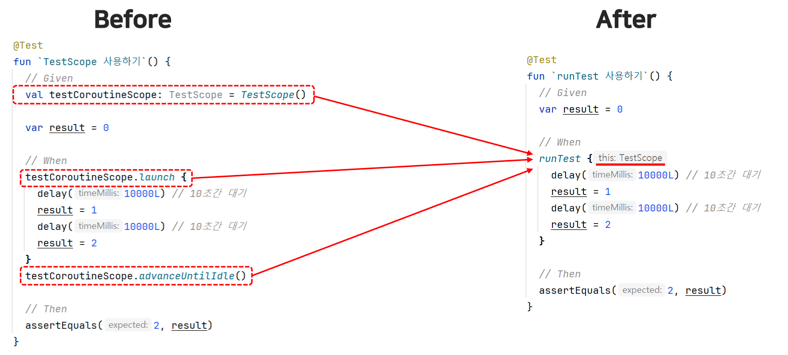 Before
@Test
fun `TestScope 사용하기`() {
// Given
val testCoroutineScope: TestScope = TestScope()
var result = 0
// When
testCoroutineScope.launch {
delay( timeMillis: 10000L) // 10초간 대기
result = 1
delay( timeMillis: 10000L) // 10초간 대기
result = 2
}
testCoroutineScope.advanceUntilIdle()
// Then
assertEquals( expected: 2, result)
}
After
@Test
fun `runTest 사용하기`() {
// Given
var result = 0
// When
runTest { this: TestScope
delay( timeMillis: 10000L) // 10초간 대기
result = 1
delay( timeMillis: 10000L) // 10초간 대기
result = 2
}
// Then
assertEquals( expected: 2, result)
}